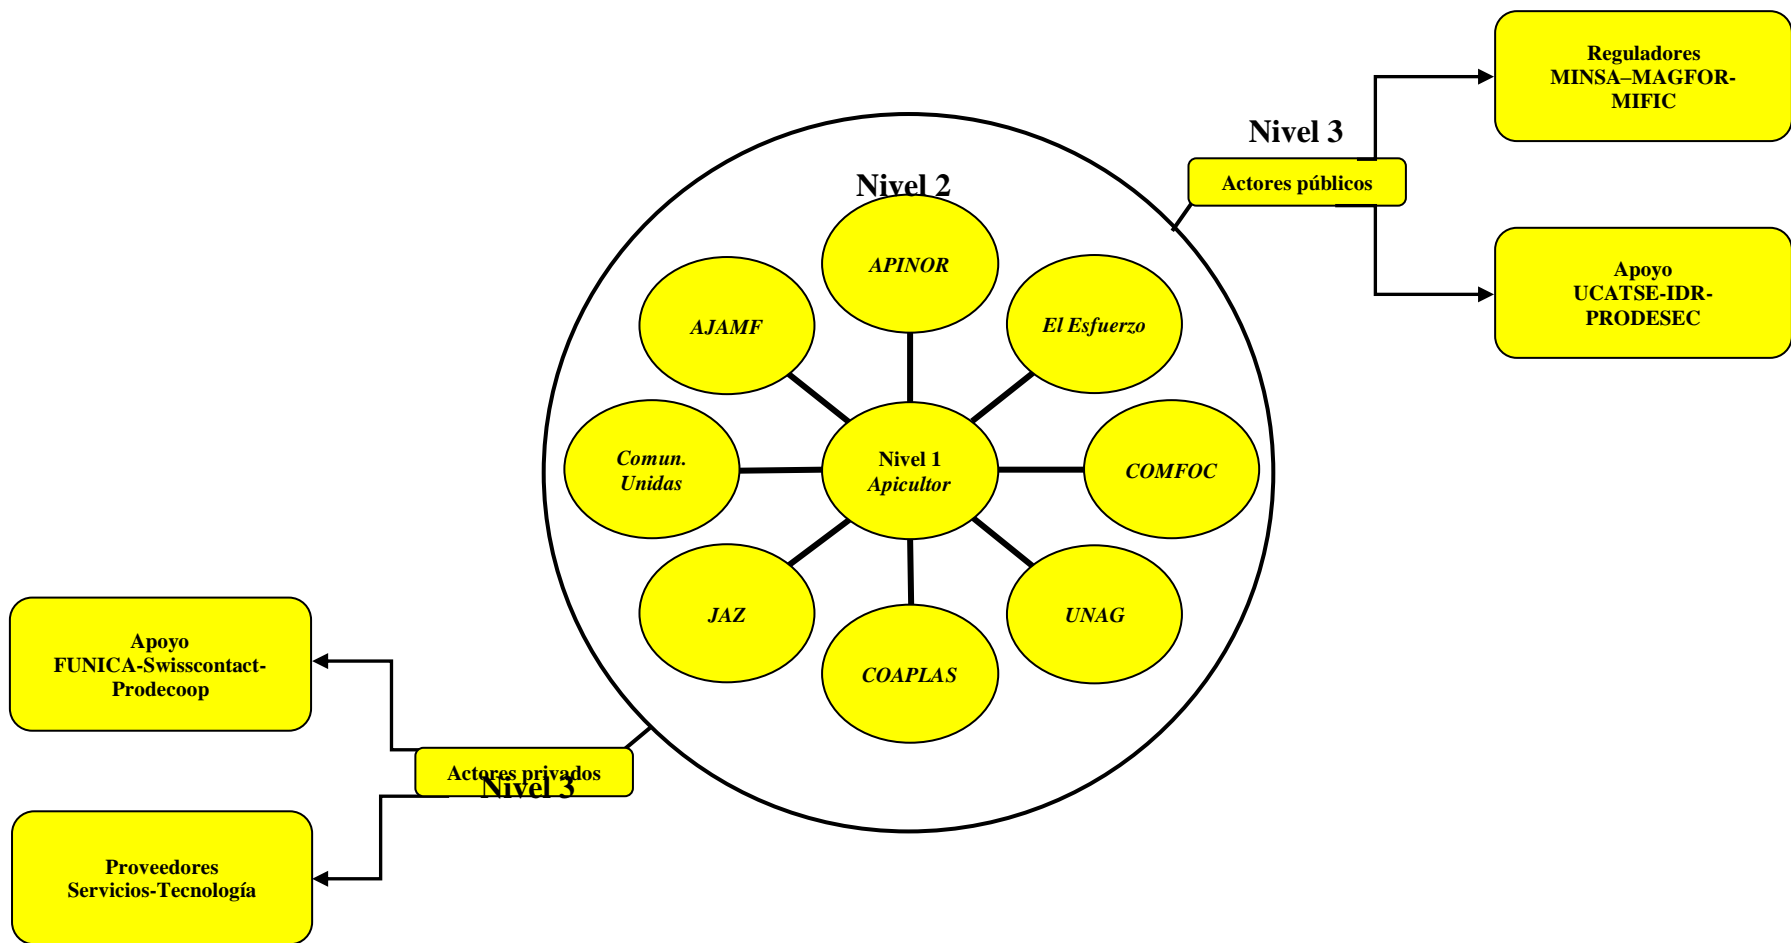 Reguladores
MINSA–MAGFOR-
MIFIC
Nivel 3
Actores públicos
Nivel 2
APINOR
AJAMF
El Esfuerzo
Apoyo
UCATSE-IDR-
PRODESEC
Comun.
Unidas
Nivel 1
Apicultor
COMFOC
JAZ
UNAG
COAPLAS
Apoyo
FUNICA-Swisscontact-
Prodecoop
Actores privados
Nivel 3
Proveedores
Servicios-Tecnología